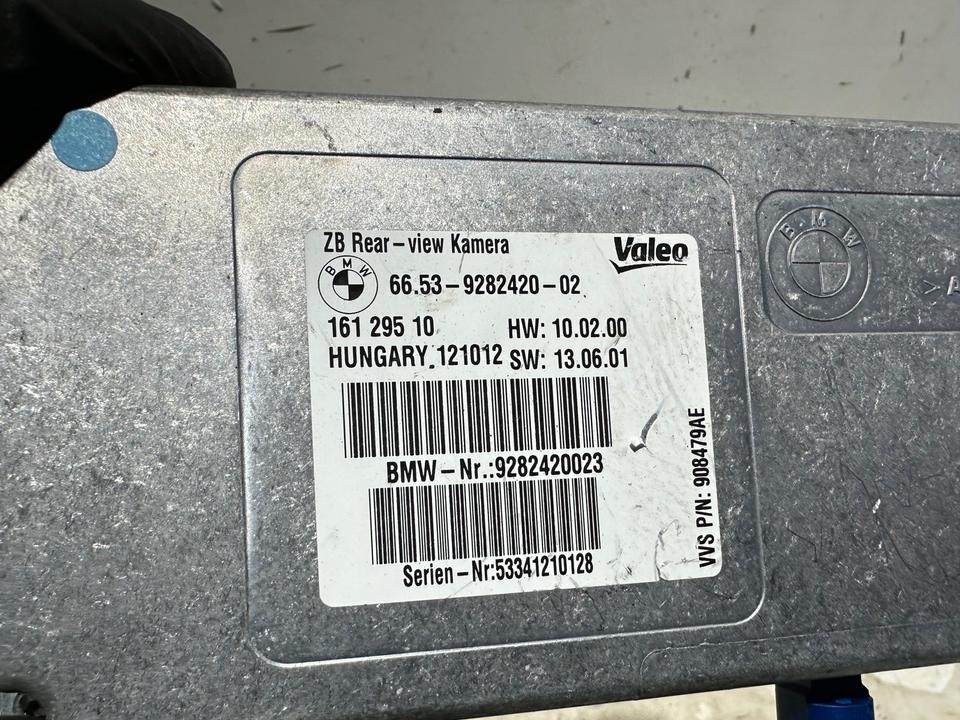 ZB Rear-view Kamera
Valeo
BMW
66.53-9282420-02
161 295 10
HW: 10.02.00
HUNGARY 121012
SW: 13.06.01
BMW-Nr.:9282420023
Serien-Nr:53341210128
VVS P/N: 908479AE
BMW
>A